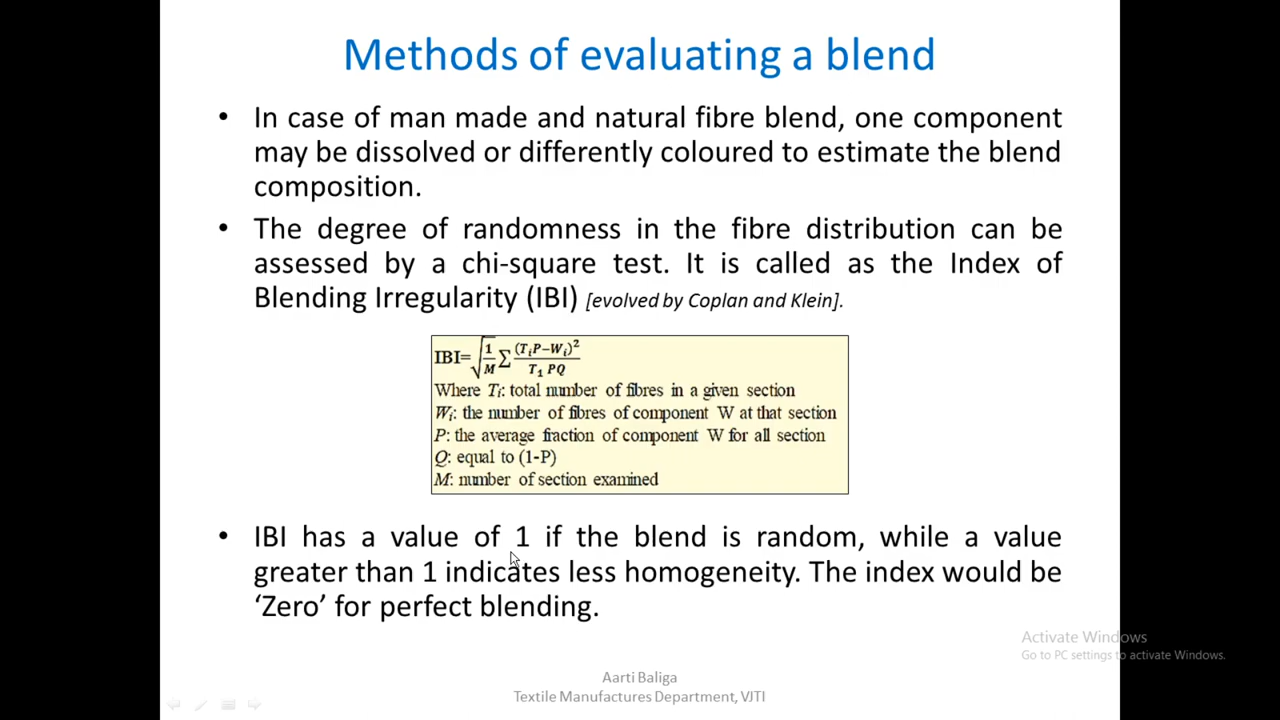 Methods of evaluating a blend
• In case of man made and natural fibre blend, one component
may be dissolved or differently coloured to estimate the blend
composition.
• The degree of randomness in the fibre distribution can be
assessed by a chi-square test. It is called as the Index of
Blending Irregularity (IBI) [evolved by Coplan and Klein].
IBI=√(1/M) ∑ (TᵢP−Wᵢ)²/(T₁ PQ)
Where Tᵢ: total number of fibres in a given section
Wᵢ: the number of fibres of component W at that section
P: the average fraction of component W for all section
Q: equal to (1-P)
M: number of section examined
• IBI has a value of 1 if the blend is random, while a value
greater than 1 indicates less homogeneity. The index would be
‘Zero’ for perfect blending.
Activate Windows
Go to PC settings to activate Windows.
Aarti Baliga
Textile Manufactures Department, VJTI